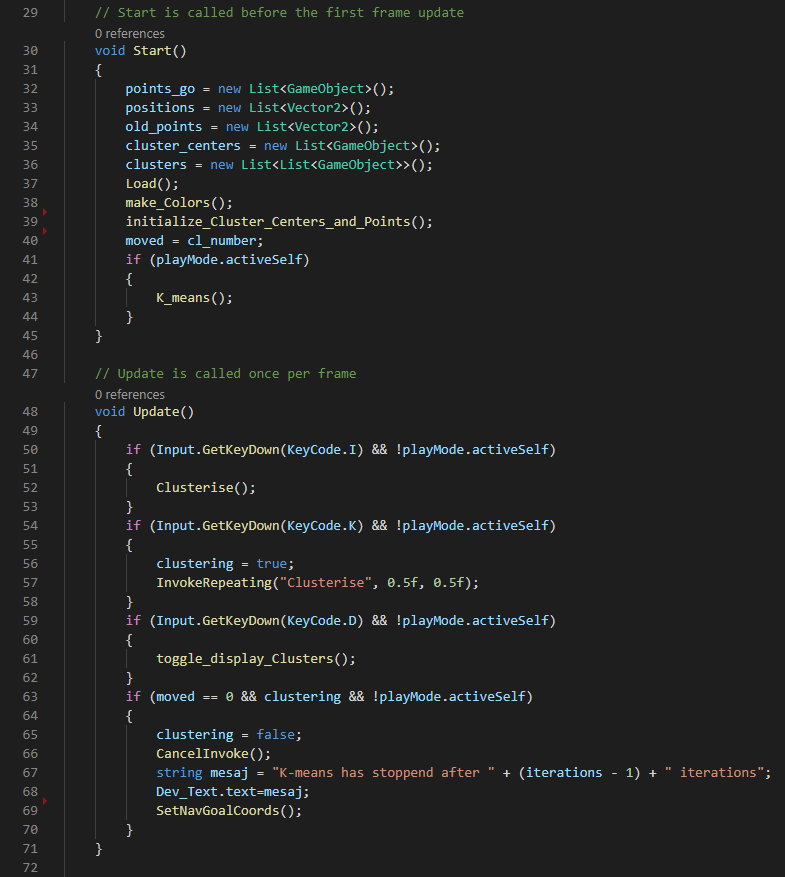 29 // Start is called before the first frame update
0 references
30 void Start()
31 {
32 points_go = new List<GameObject>();
33 positions = new List<Vector2>();
34 old_points = new List<Vector2>();
35 cluster_centers = new List<GameObject>();
36 clusters = new List<List<GameObject>>();
37 Load();
38 make_Colors();
39 initialize_Cluster_Centers_and_Points();
40 moved = cl_number;
41 if (playMode.activeSelf)
42 {
43 K_means();
44 }
45 }
46
47 // Update is called once per frame
0 references
48 void Update()
49 {
50 if (Input.GetKeyDown(KeyCode.I) && !playMode.activeSelf)
51 {
52 Clusterise();
53 }
54 if (Input.GetKeyDown(KeyCode.K) && !playMode.activeSelf)
55 {
56 clustering = true;
57 InvokeRepeating("Clusterise", 0.5f, 0.5f);
58 }
59 if (Input.GetKeyDown(KeyCode.D) && !playMode.activeSelf)
60 {
61 toggle_display_Clusters();
62 }
63 if (moved == 0 && clustering && !playMode.activeSelf)
64 {
65 clustering = false;
66 CancelInvoke();
67 string mesaj = "K-means has stoppend after " + (iterations - 1) + " iterations";
68 Dev_Text.text=mesaj;
69 SetNavGoalCoords();
70 }
71 }
72